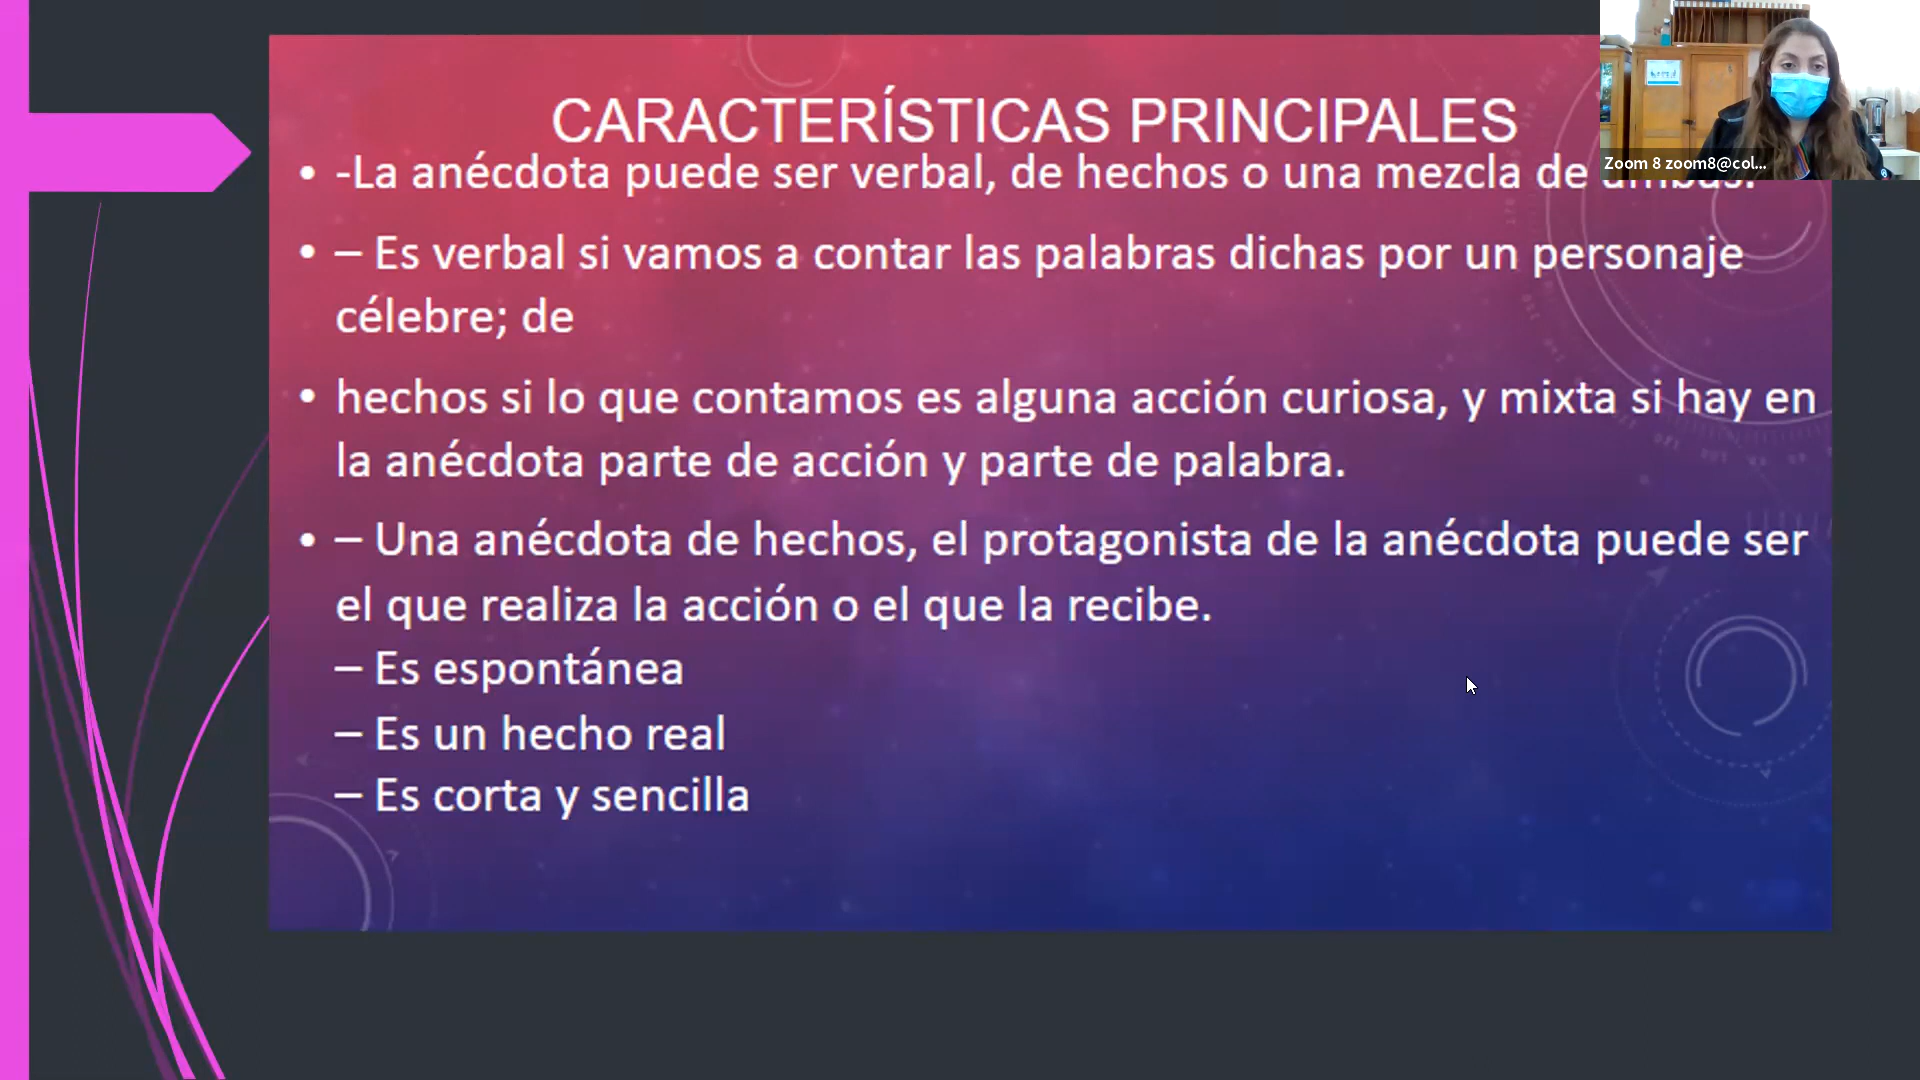 CARACTERÍSTICAS PRINCIPALES
• -La anécdota puede ser verbal, de hechos o una mezcla de
Zoom 8 zoom8@col...
• – Es verbal si vamos a contar las palabras dichas por un personaje
célebre; de
• hechos si lo que contamos es alguna acción curiosa, y mixta si hay en
la anécdota parte de acción y parte de palabra.
• – Una anécdota de hechos, el protagonista de la anécdota puede ser
el que realiza la acción o el que la recibe.
– Es espontánea
– Es un hecho real
– Es corta y sencilla